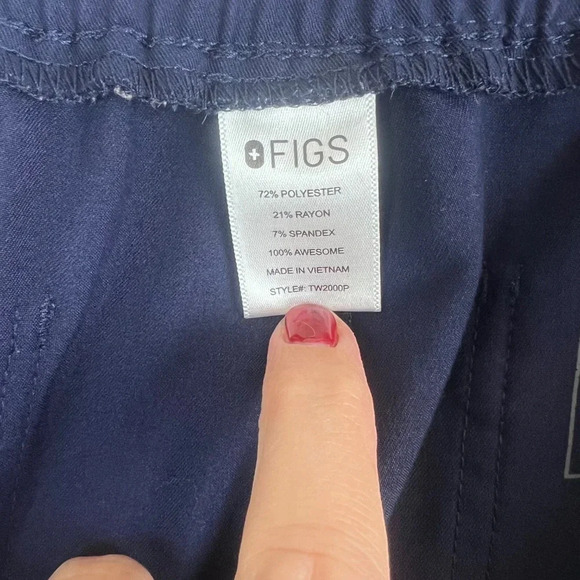 FIGS
72% POLYESTER
21% RAYON
7% SPANDEX
100% AWESOME
MADE IN VIETNAM
STYLE#: TW2000P